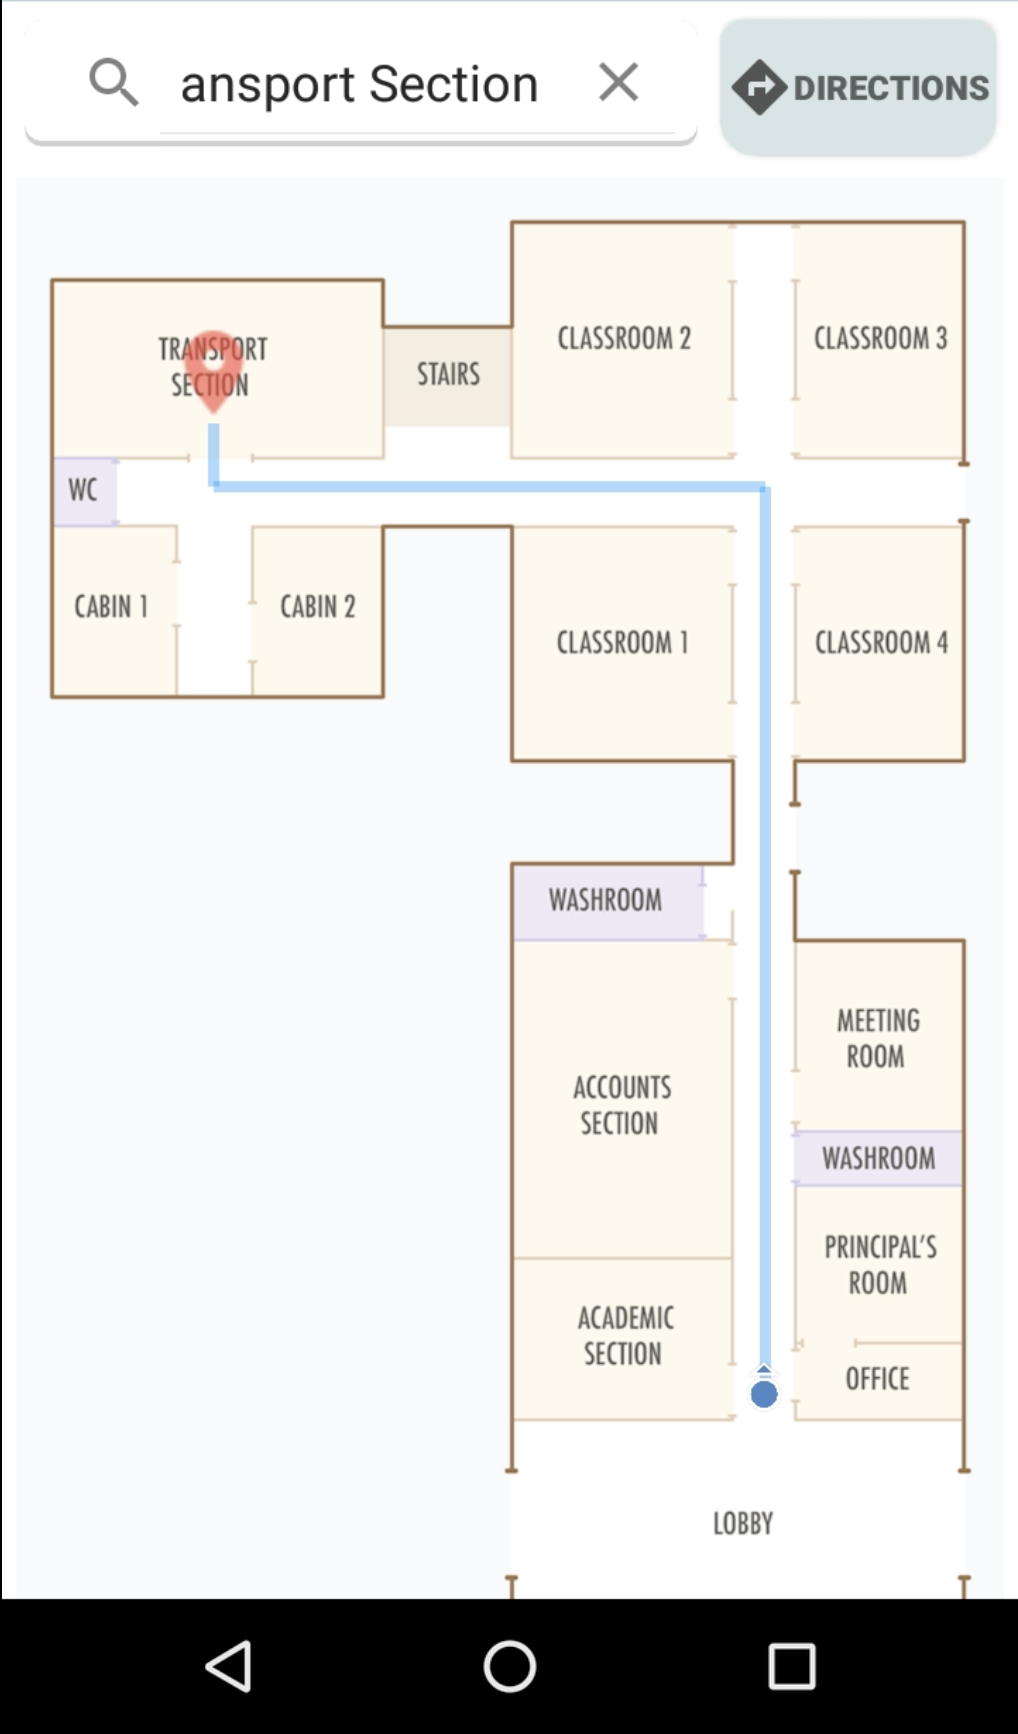 ansport Section
DIRECTIONS
TRANSPORT
SECTION
STAIRS
CLASSROOM 2
CLASSROOM 3
WC
CABIN 1
CABIN 2
CLASSROOM 1
CLASSROOM 4
WASHROOM
MEETING
ROOM
ACCOUNTS
SECTION
WASHROOM
PRINCIPAL'S
ROOM
ACADEMIC
SECTION
OFFICE
LOBBY